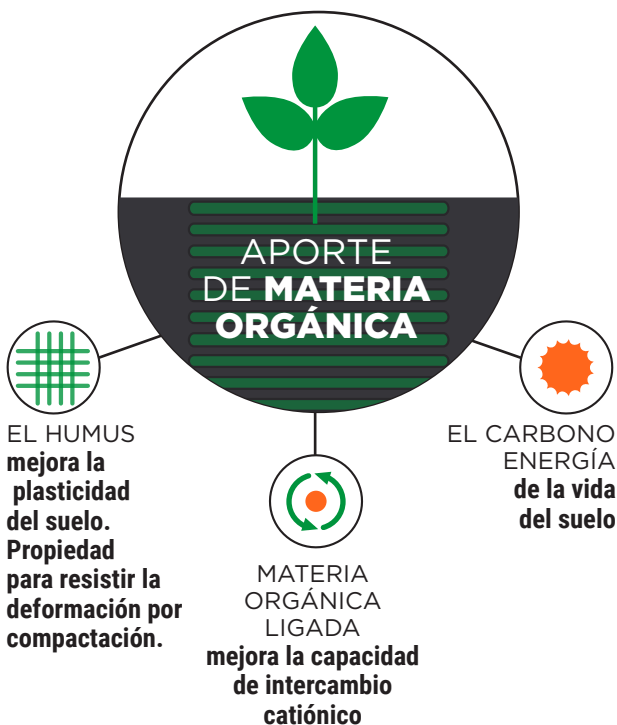 APORTE
DE MATERIA
ORGÁNICA
EL HUMUS
mejora la
plasticidad
del suelo.
Propiedad
para resistir la
deformación por
compactación.
MATERIA
ORGÁNICA
LIGADA
mejora la capacidad
de intercambio
catiónico
EL CARBONO
ENERGÍA
de la vida
del suelo